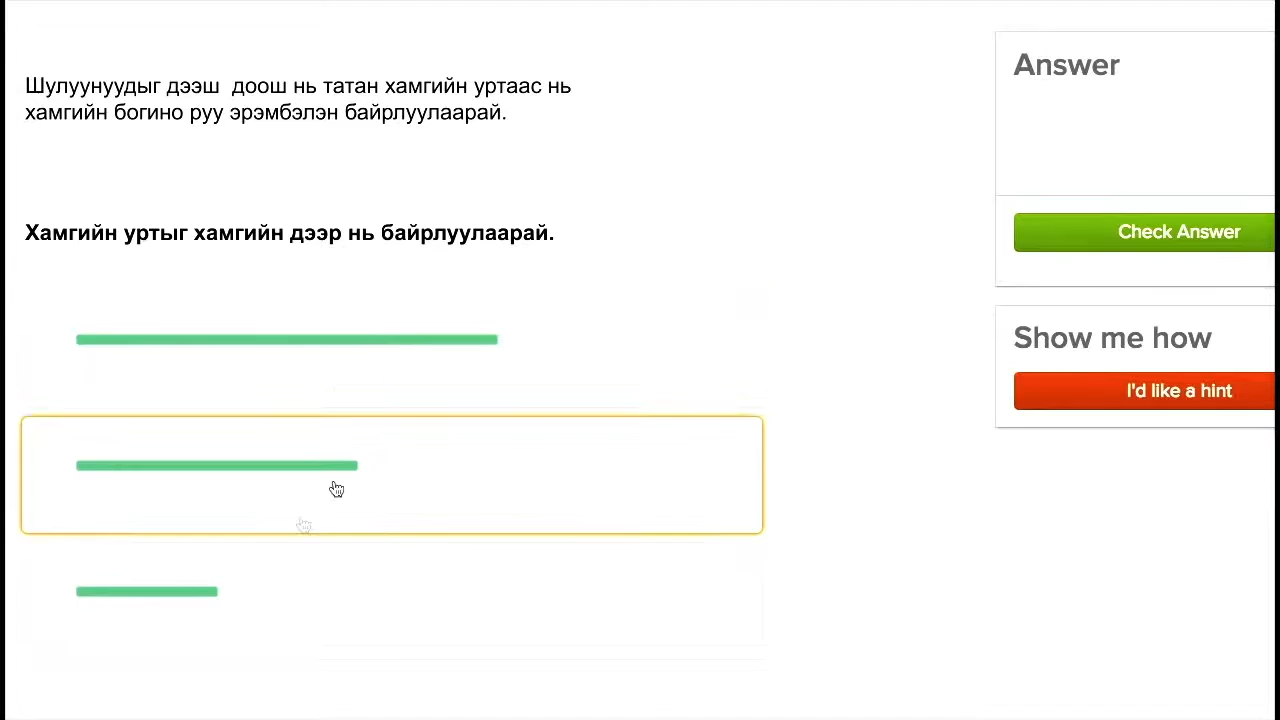 Шулуунуудыг дээш доош нь татан хамгийн уртаас нь
хамгийн богино руу эрэмбэлэн байрлуулаарай.
Хамгийн уртыг хамгийн дээр нь байрлуулаарай.
Answer
Check Answer
Show me how
I'd like a hint